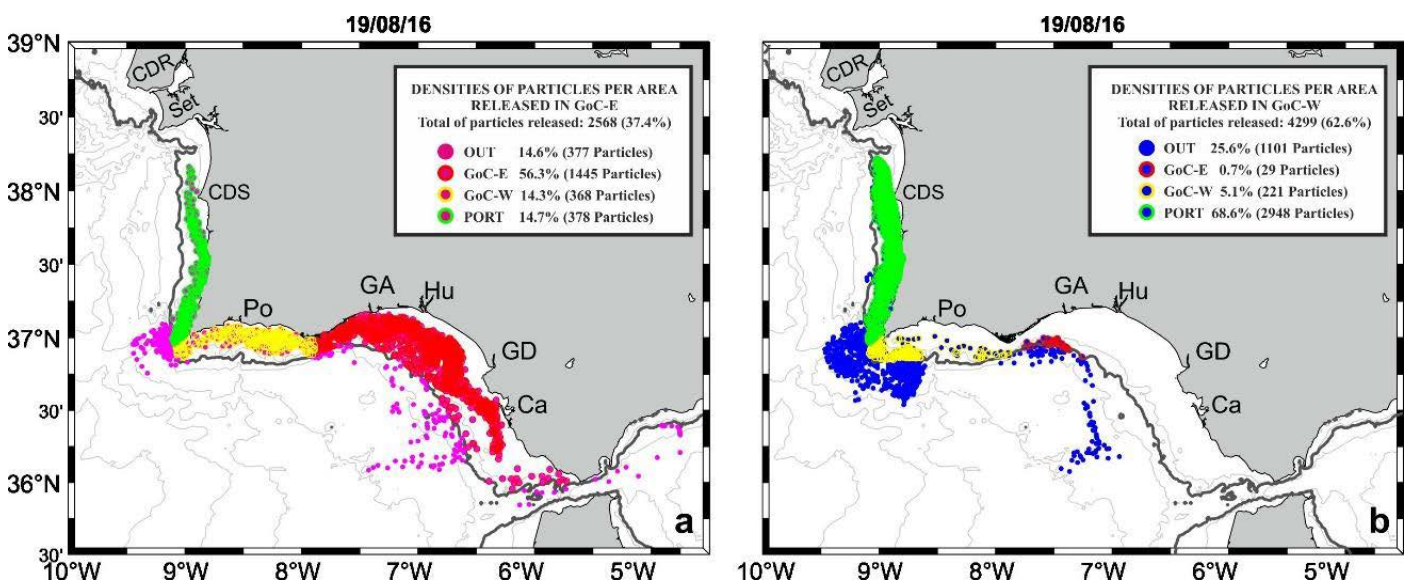 19/08/16
39°N
30'
38°N
30'
37°N
30'
36°N
30'
10°W 9°W 8°W 7°W 6°W 5°W
CDR
Set
CDS
Po
GA
Hu
GD
Ca
DENSITIES OF PARTICLES PER AREA
RELEASED IN GoC-E
Total of particles released: 2568 (37.4%)
OUT 14.6% (377 Particles)
GoC-E 56.3% (1445 Particles)
GoC-W 14.3% (368 Particles)
PORT 14.7% (378 Particles)
a
19/08/16
10°W 9°W 8°W 7°W 6°W 5°W
CDR
Set
CDS
Po
GA
Hu
GD
Ca
DENSITIES OF PARTICLES PER AREA
RELEASED IN GoC-W
Total of particles released: 4299 (62.6%)
OUT 25.6% (1101 Particles)
GoC-E 0.7% (29 Particles)
GoC-W 5.1% (221 Particles)
PORT 68.6% (2948 Particles)
b